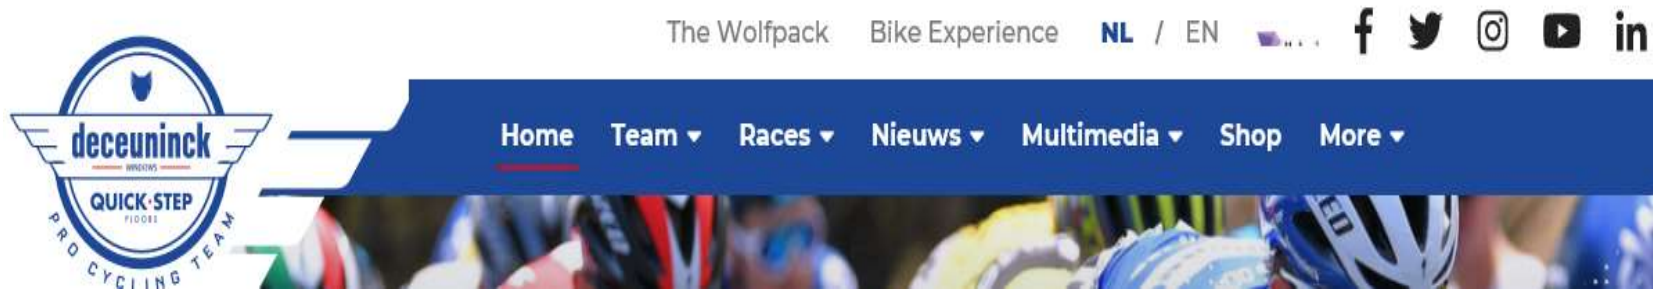 The Wolfpack Bike Experience NL / EN
deceuninck
WINDOWS
QUICK·STEP
FLOORS
PRO CYCLING TEAM
Home Team Races Nieuws Multimedia Shop More